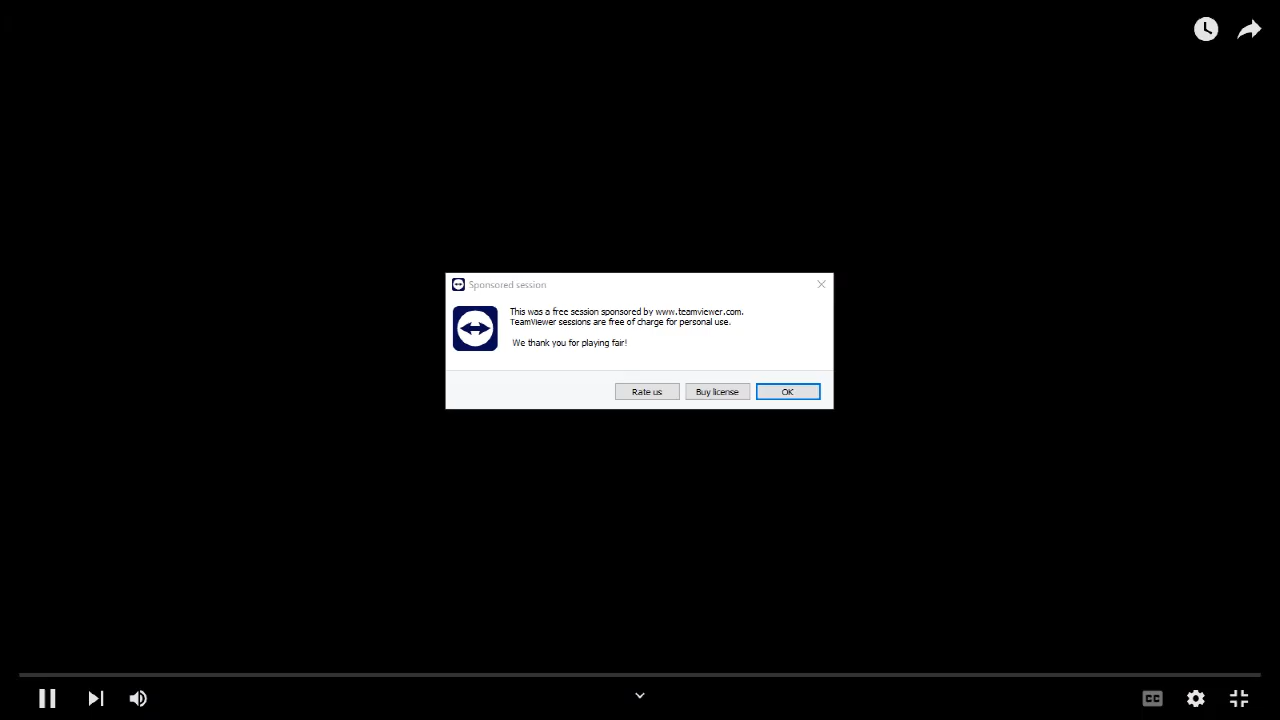 Sponsored session
This was a free session sponsored by www.teamviewer.com.
TeamViewer sessions are free of charge for personal use.
We thank you for playing fair!
Rate us
Buy license
OK
CC